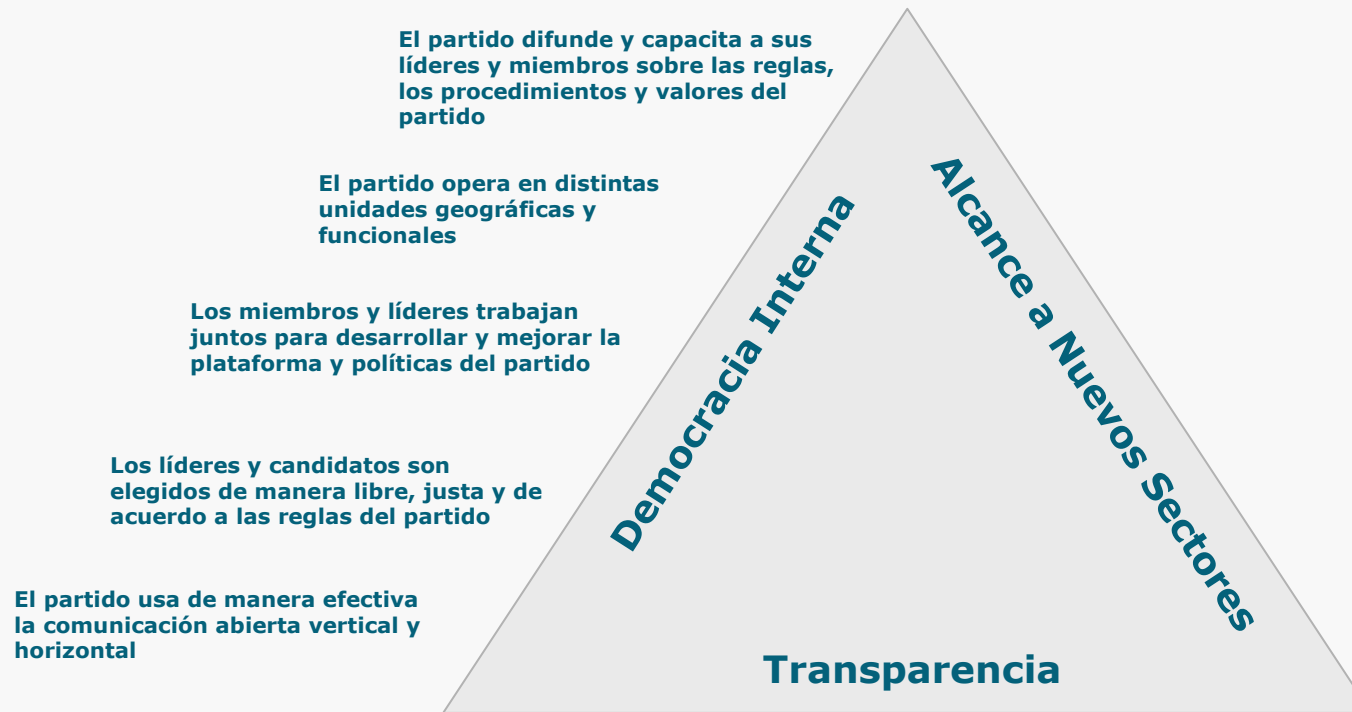 El partido difunde y capacita a sus
líderes y miembros sobre las reglas,
los procedimientos y valores del
partido
El partido opera en distintas
unidades geográficas y
funcionales
Los miembros y líderes trabajan
juntos para desarrollar y mejorar la
plataforma y políticas del partido
Los líderes y candidatos son
elegidos de manera libre, justa y de
acuerdo a las reglas del partido
El partido usa de manera efectiva
la comunicación abierta vertical y
horizontal
Democracia Interna
Alcance a Nuevos Sectores
Transparencia